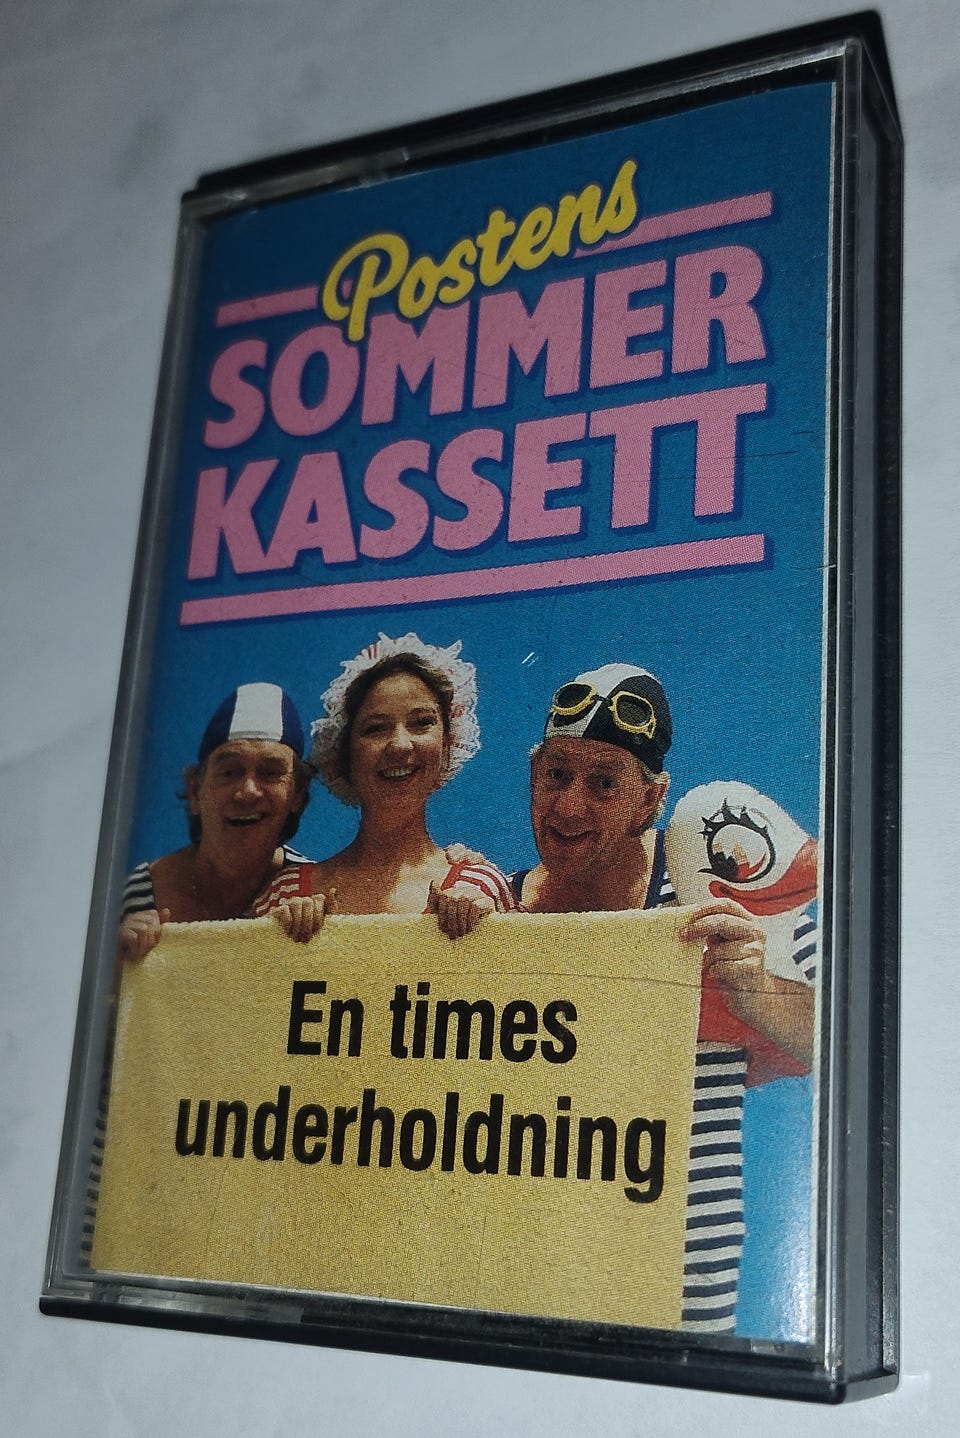 Postens
SOMMER
KASSETT
En times
underholdning